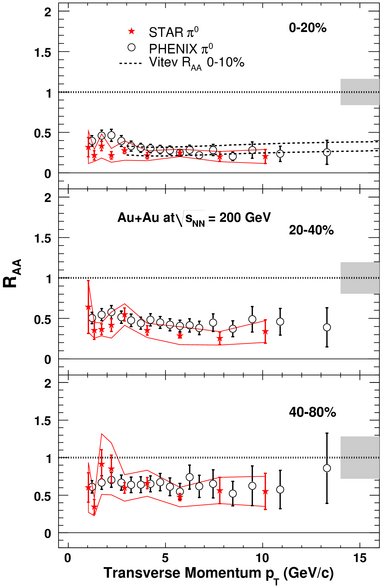 2
STAR π⁰
0-20%
PHENIX π⁰
1.5
Vitev R_AA 0-10%
1
0.5
0
2
Au+Au at √s_NN = 200 GeV
20-40%
1.5
R_AA
1
0.5
0
2
1.5
40-80%
1
0.5
0
0 5 10 15
Transverse Momentum p_T (GeV/c)